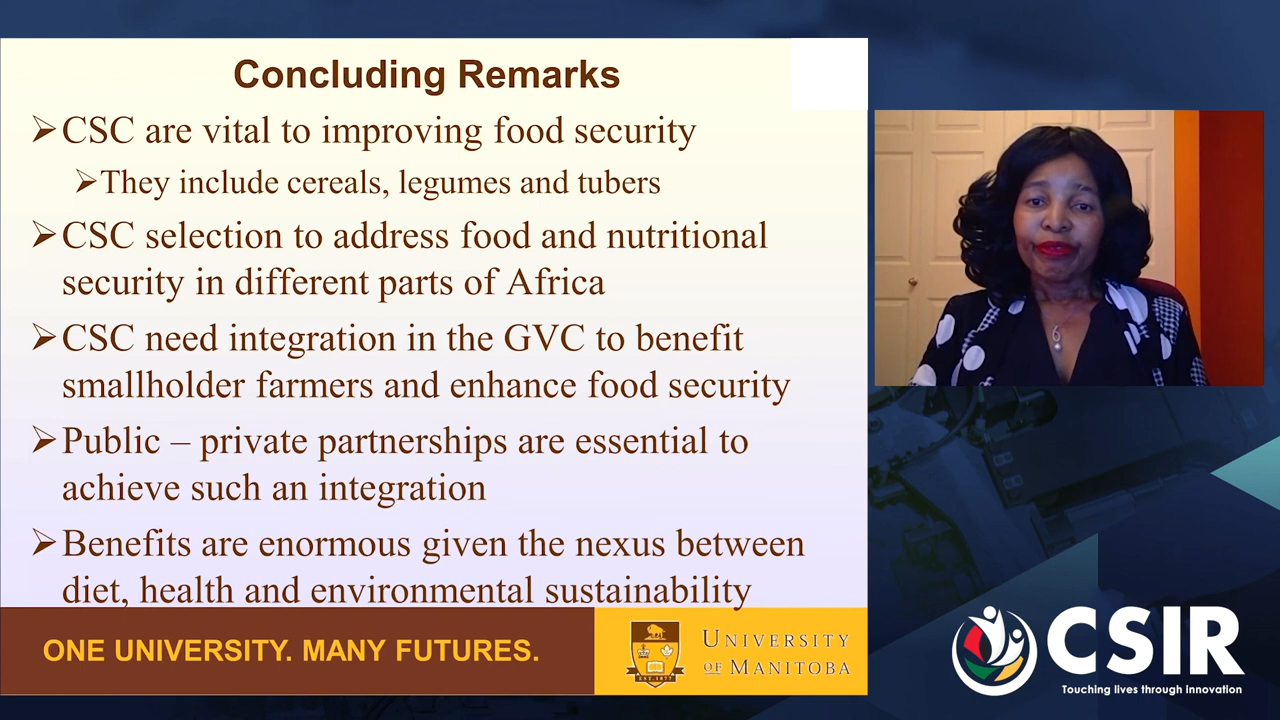 Concluding Remarks
➢CSC are vital to improving food security
➢They include cereals, legumes and tubers
➢CSC selection to address food and nutritional
security in different parts of Africa
➢CSC need integration in the GVC to benefit
smallholder farmers and enhance food security
➢Public – private partnerships are essential to
achieve such an integration
➢Benefits are enormous given the nexus between
diet, health and environmental sustainability
ONE UNIVERSITY. MANY FUTURES.
UNIVERSITY
OF MANITOBA
EST. 1877
CSIR
Touching lives through innovation